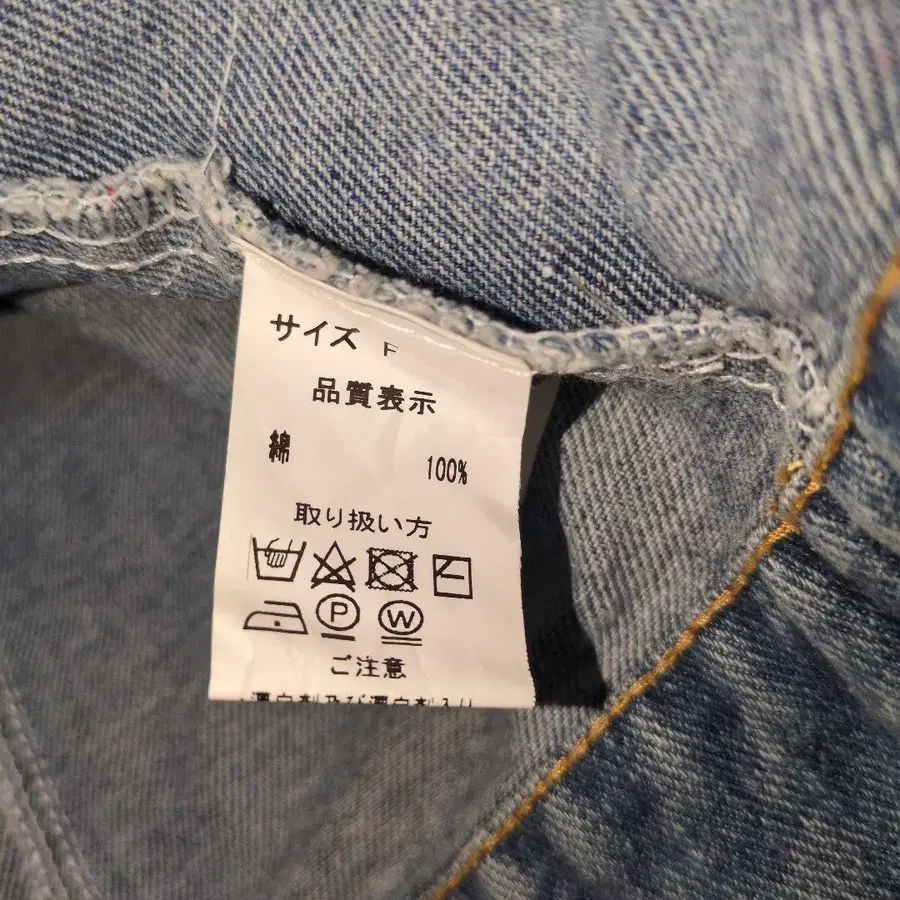 サイズ F
品質表示
綿 100%
取り扱い方
P W
ご注意